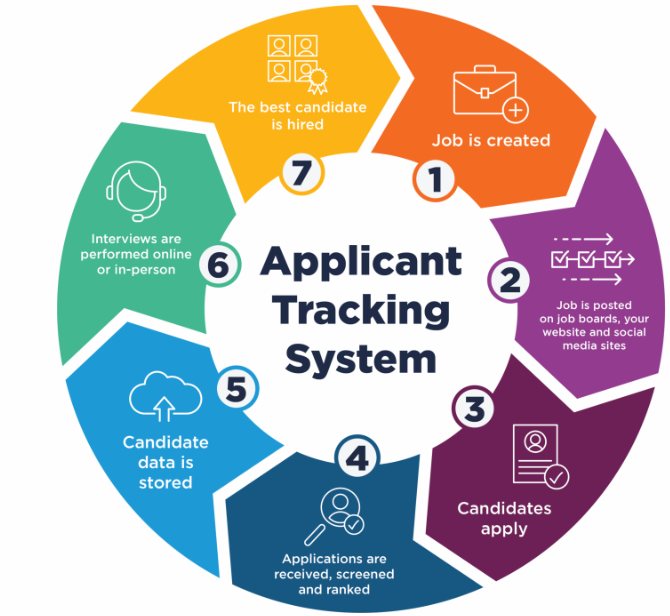 Applicant
Tracking
System
1
Job is created
2
Job is posted
on job boards, your
website and social
media sites
3
Candidates
apply
4
Applications are
received, screened
and ranked
5
Candidate
data is
stored
6
Interviews are
performed online
or in-person
7
The best candidate
is hired